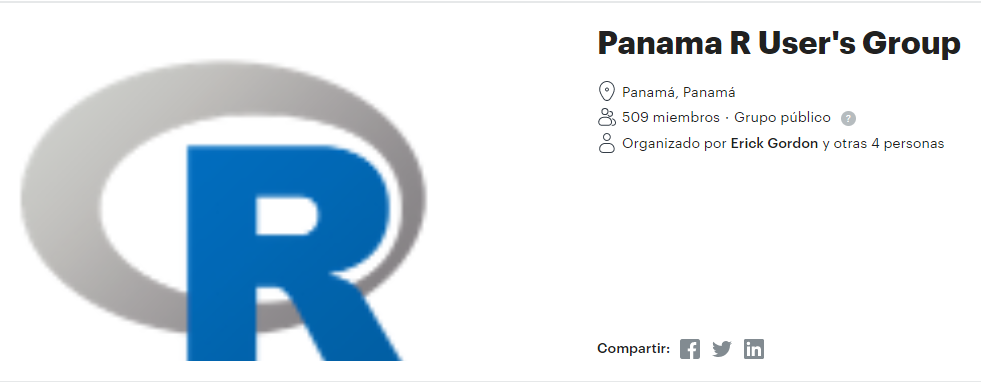 R
Panama R User's Group
Panamá, Panamá
509 miembros · Grupo público ?
Organizado por Erick Gordon y otras 4 personas
Compartir: